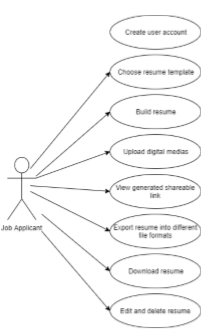 Create user account
Choose resume template
Build resume
Upload digital medias
View generated shareable
link
Export resume into different
file formats
Download resume
Edit and delete resume
Job Applicant